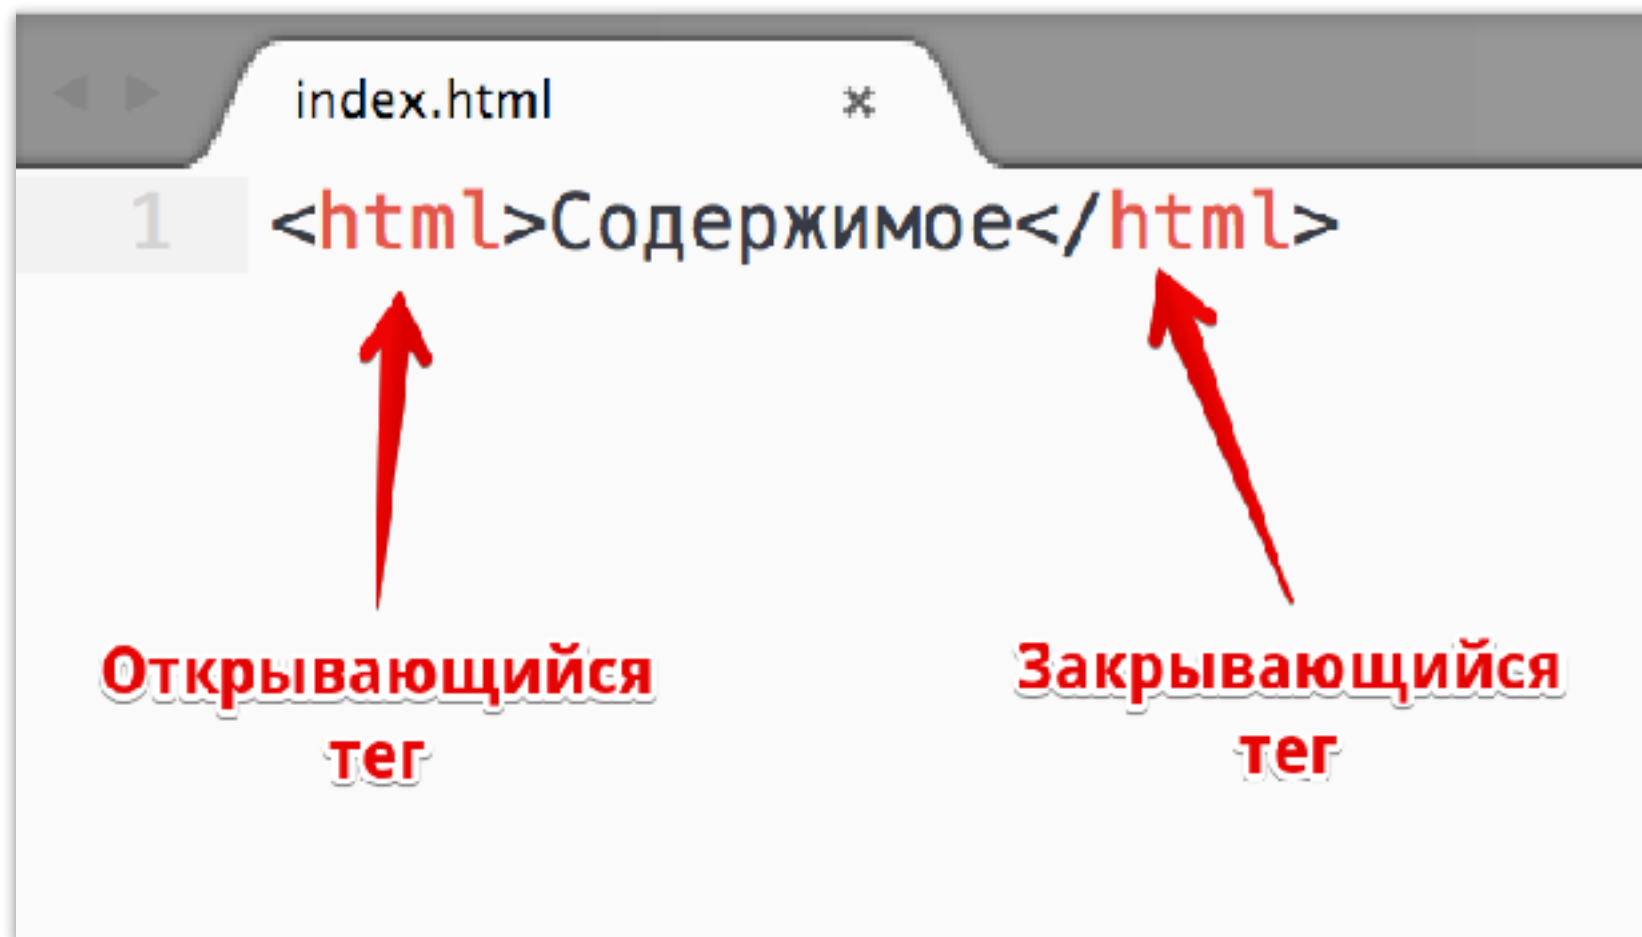 index.html ×
1 <html>Содержимое</html>
Открывающийся
тег
Закрывающийся
тег